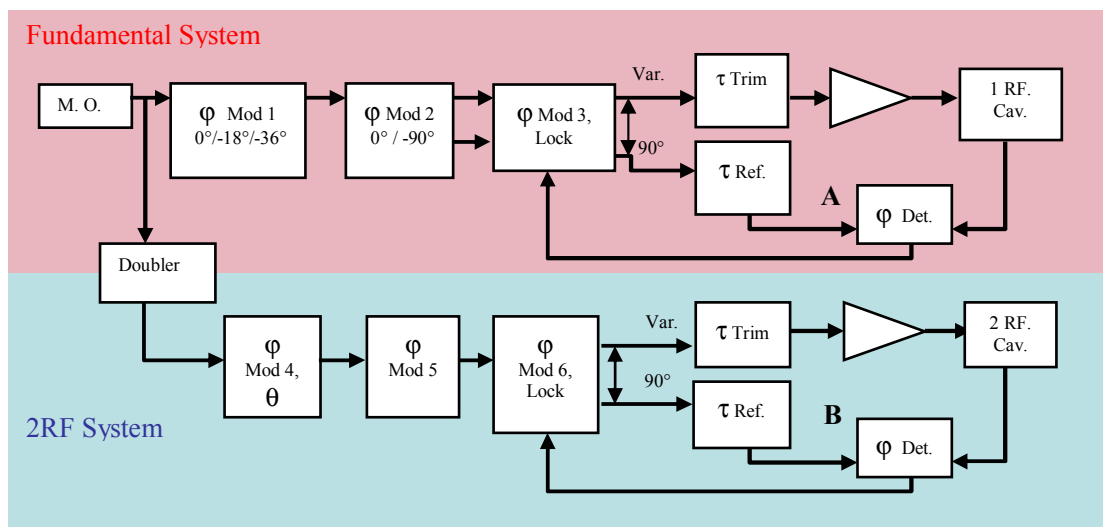 Fundamental System
M. O.
φ Mod 1
0°/-18°/-36°
φ Mod 2
0° / -90°
φ Mod 3,
Lock
Var.
90°
τ Trim
1 RF.
Cav.
τ Ref.
A
φ Det.
Doubler
φ
Mod 4,
θ
φ
Mod 5
φ
Mod 6,
Lock
Var.
90°
τ Trim
2 RF.
Cav.
τ Ref.
B
φ Det.
2RF System